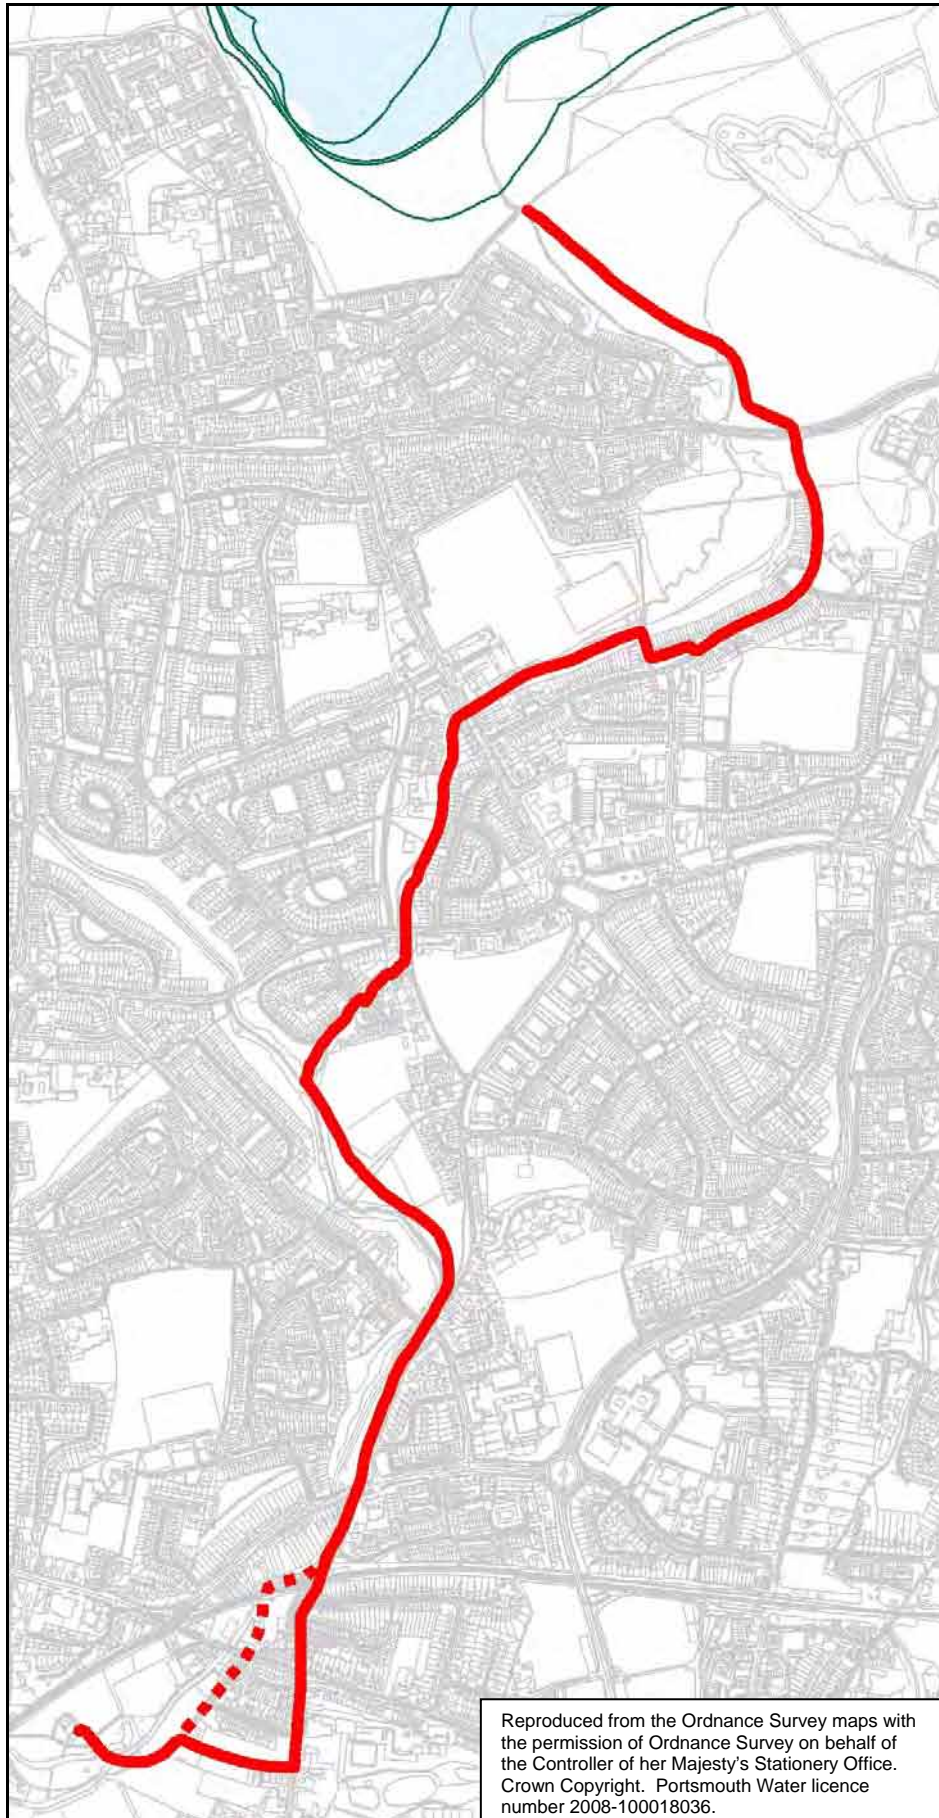 Reproduced from the Ordnance Survey maps with
the permission of Ordnance Survey on behalf of
the Controller of her Majesty's Stationery Office.
Crown Copyright.  Portsmouth Water licence
number 2008-100018036.